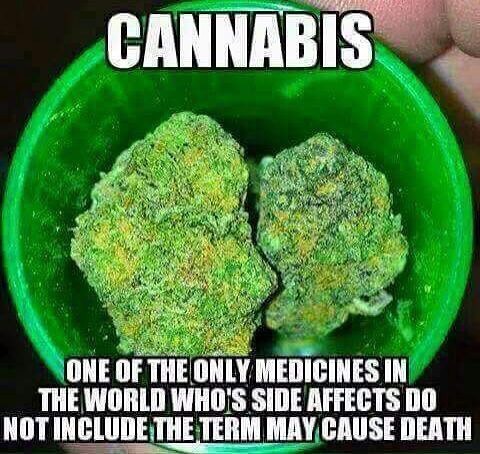 CANNABIS
ONE OF THE ONLY MEDICINES IN
THE WORLD WHO'S SIDE AFFECTS DO
NOT INCLUDE THE TERM MAY CAUSE DEATH